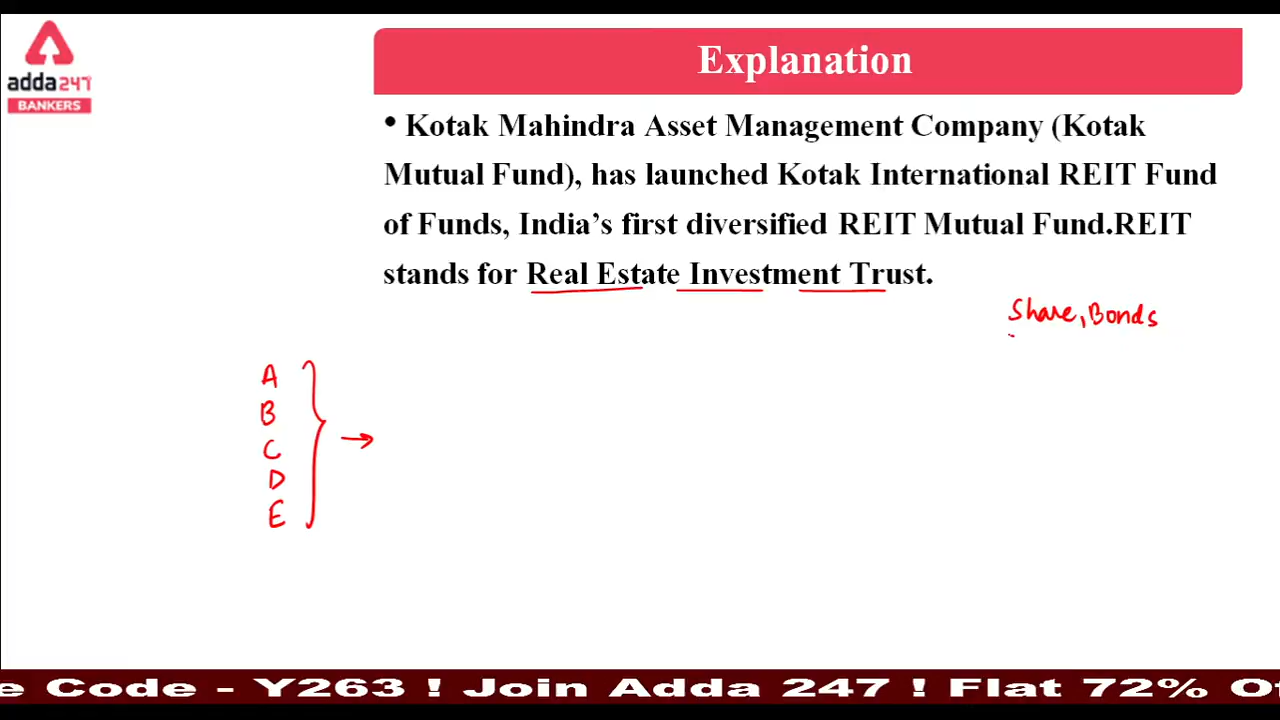 adda247
BANKERS
Explanation
• Kotak Mahindra Asset Management Company (Kotak
Mutual Fund), has launched Kotak International REIT Fund
of Funds, India’s first diversified REIT Mutual Fund.REIT
stands for Real Estate Investment Trust.
Share, Bonds
A
B
C
D
E
e Code - Y263 ! Join Adda 247 ! Flat 72% O